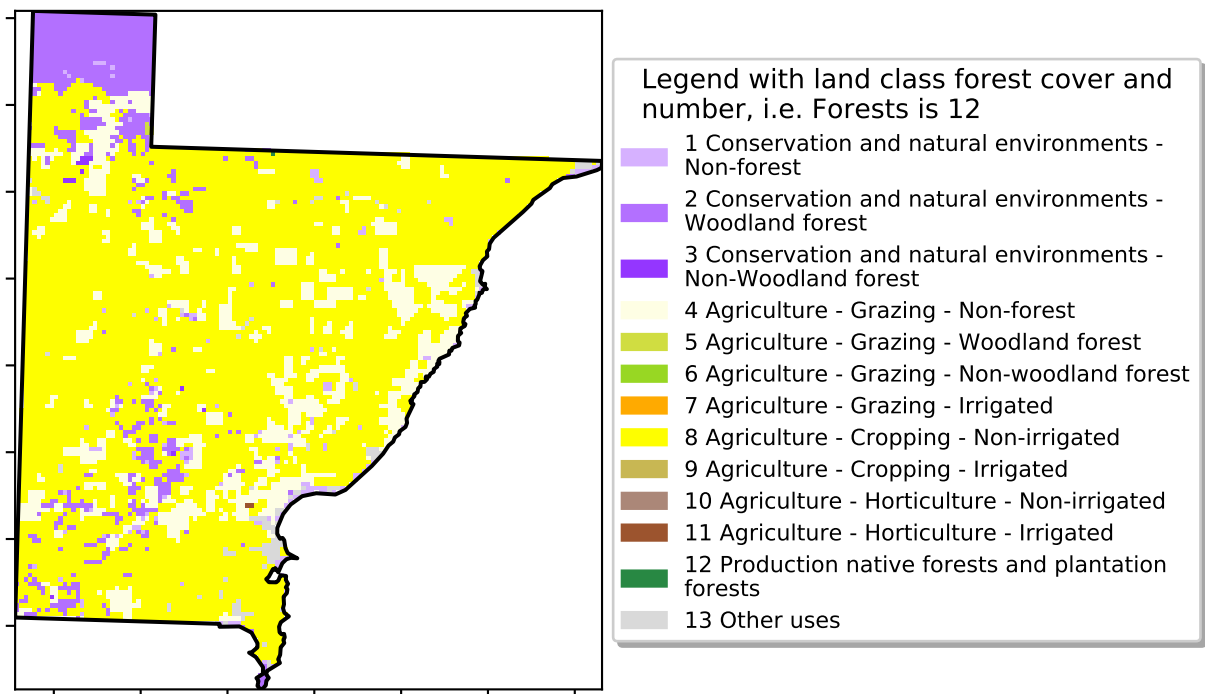 Legend with land class forest cover and
number, i.e. Forests is 12
1 Conservation and natural environments -
Non-forest
2 Conservation and natural environments -
Woodland forest
3 Conservation and natural environments -
Non-Woodland forest
4 Agriculture - Grazing - Non-forest
5 Agriculture - Grazing - Woodland forest
6 Agriculture - Grazing - Non-woodland forest
7 Agriculture - Grazing - Irrigated
8 Agriculture - Cropping - Non-irrigated
9 Agriculture - Cropping - Irrigated
10 Agriculture - Horticulture - Non-irrigated
11 Agriculture - Horticulture - Irrigated
12 Production native forests and plantation
forests
13 Other uses